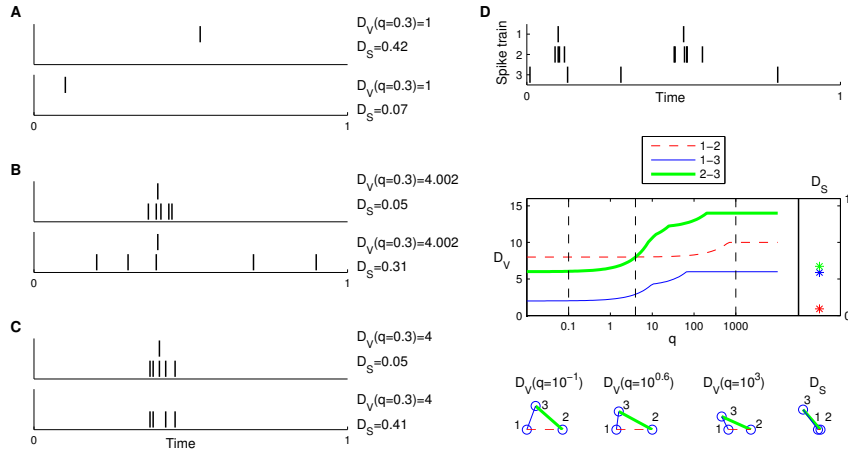 A
D_V(q=0.3)=1
D_S=0.42
D_V(q=0.3)=1
D_S=0.07
0 1
B
D_V(q=0.3)=4.002
D_S=0.05
D_V(q=0.3)=4.002
D_S=0.31
0 1
C
D_V(q=0.3)=4
D_S=0.05
D_V(q=0.3)=4
D_S=0.41
0 Time 1
D
Spike train
1
2
3
0 Time 1
1−2
1−3
2−3
D_S
15
10
5
0
D_V
1
0
0.1 1 10 100 1000
q
D_V(q=10^{-1}) D_V(q=10^{0.6}) D_V(q=10^3) D_S
3 1 2
3 1 2
3 1 2
3 1 2